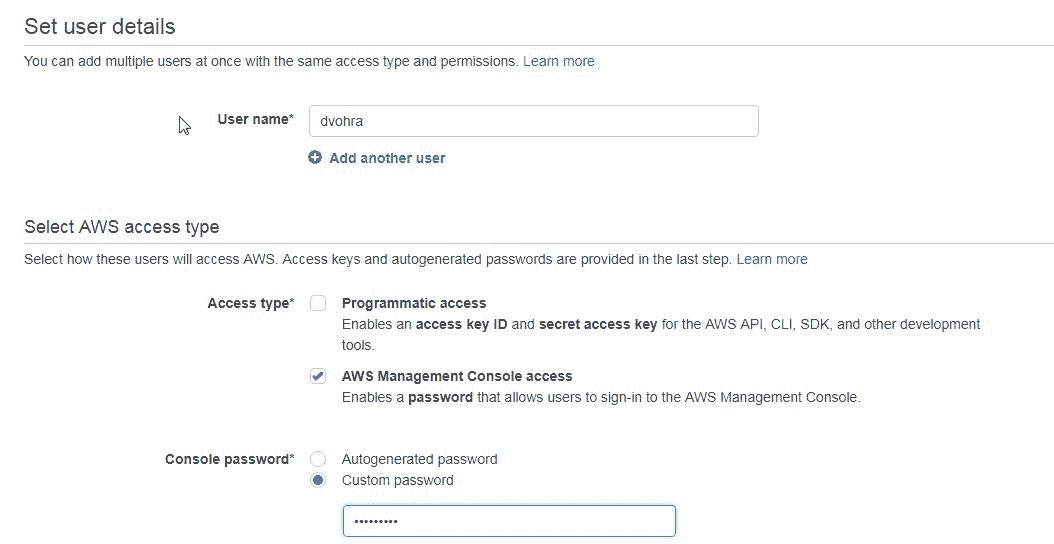 Set user details
You can add multiple users at once with the same access type and permissions. Learn more
User name* dvohra
Add another user
Select AWS access type
Select how these users will access AWS. Access keys and autogenerated passwords are provided in the last step. Learn more
Access type* Programmatic access
Enables an access key ID and secret access key for the AWS API, CLI, SDK, and other development
tools.
AWS Management Console access
Enables a password that allows users to sign-in to the AWS Management Console.
Console password* Autogenerated password
Custom password
•••••••••